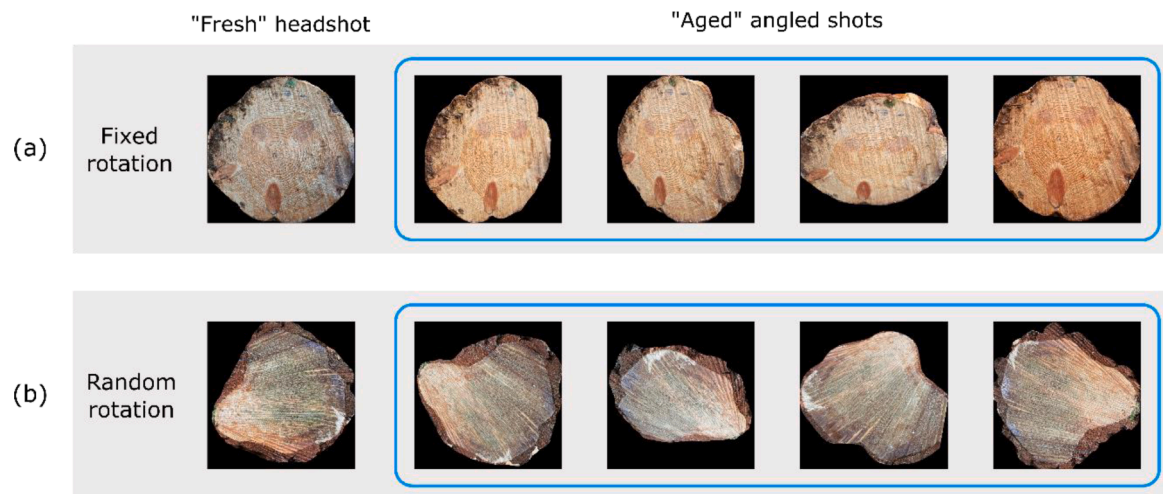 "Fresh" headshot
"Aged" angled shots
(a)
Fixed
rotation
(b)
Random
rotation